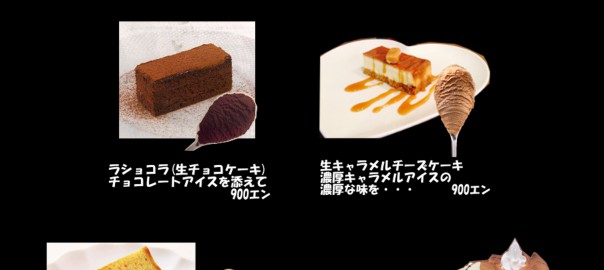 ラショコラ(生チョコケーキ)
チョコレートアイスを添えて
900エン
生キャラメルチーズケーキ
濃厚キャラメルアイスの
濃厚な味を・・・ 900エン